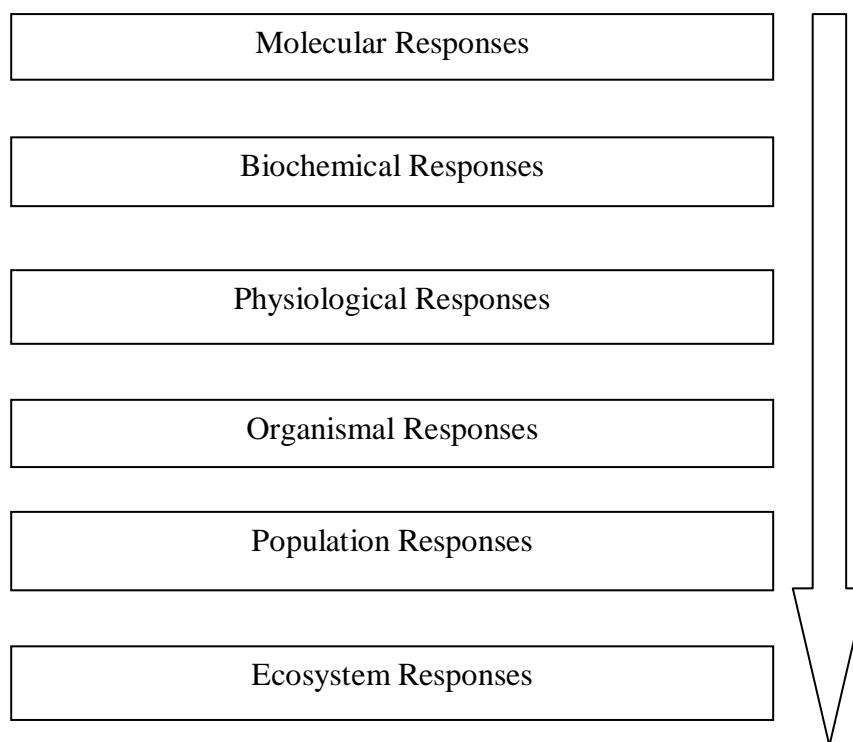 Molecular Responses
Biochemical Responses
Physiological Responses
Organismal Responses
Population Responses
Ecosystem Responses